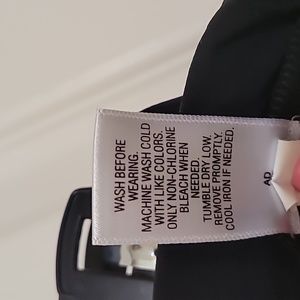 WASH BEFORE
WEARING.
MACHINE WASH COLD
WITH LIKE COLORS.
ONLY NON-CHLORINE
BLEACH WHEN
NEEDED.
TUMBLE DRY LOW.
REMOVE PROMPTLY.
COOL IRON IF NEEDED.
AD